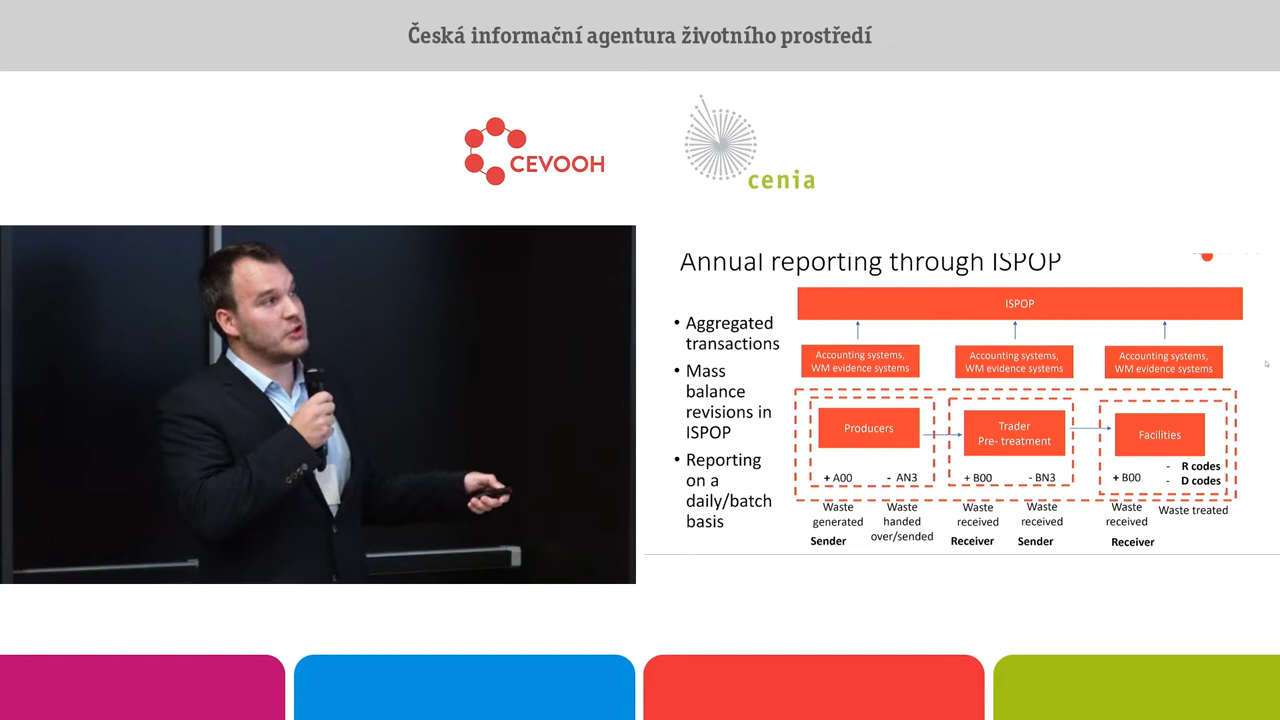 Česká informační agentura životního prostředí
CEVOOH
cenia
Annual reporting through ISPOP
• Aggregated
transactions
• Mass
balance
revisions in
ISPOP
• Reporting
on a
daily/batch
basis
ISPOP
Accounting systems,
WM evidence systems
Accounting systems,
WM evidence systems
Accounting systems,
WM evidence systems
Producers
Trader
Pre- treatment
Facilities
+ A00
- AN3
+ B00
- BN3
+ B00
- R codes
- D codes
Waste
generated
Waste
handed
over/sended
Waste
received
Waste
received
Waste
received
Waste treated
Sender
Receiver
Sender
Receiver